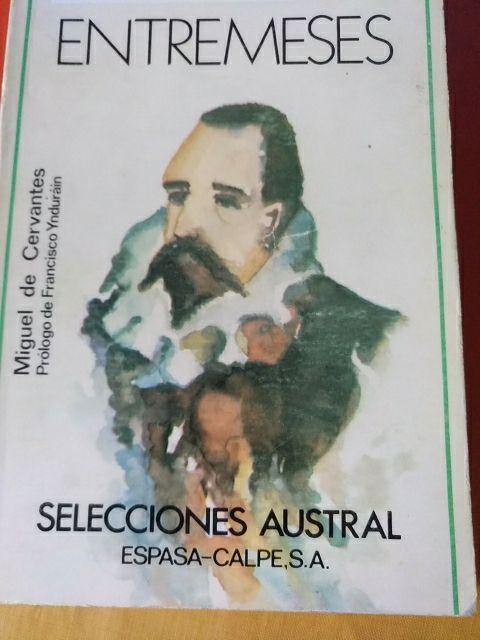 ENTREMESES
Miguel de Cervantes
Prólogo de Francisco Ynduráin
SELECCIONES AUSTRAL
ESPASA-CALPE, S.A.